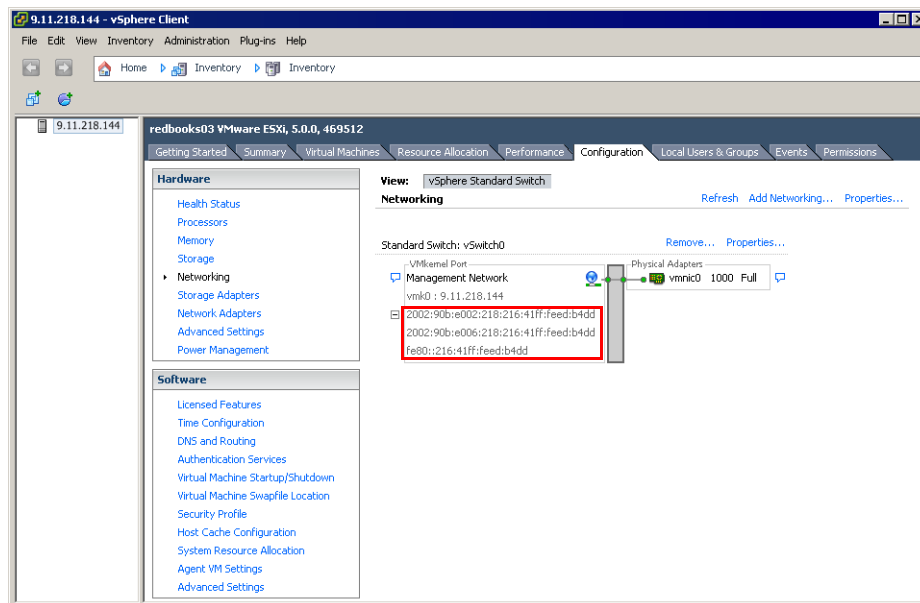 9.11.218.144 - vSphere Client
File Edit View Inventory Administration Plug-ins Help
Home Inventory Inventory
9.11.218.144
redbooks03 VMware ESXi, 5.0.0, 469512
Getting Started Summary Virtual Machines Resource Allocation Performance Configuration Local Users & Groups Events Permissions
Hardware
Health Status
Processors
Memory
Storage
Networking
Storage Adapters
Network Adapters
Advanced Settings
Power Management
Software
Licensed Features
Time Configuration
DNS and Routing
Authentication Services
Virtual Machine Startup/Shutdown
Virtual Machine Swapfile Location
Security Profile
Host Cache Configuration
System Resource Allocation
Agent VM Settings
Advanced Settings
View: vSphere Standard Switch
Networking Refresh Add Networking... Properties...
Standard Switch: vSwitch0 Remove... Properties...
VMkernel Port Physical Adapters
Management Network vmnic0 1000 Full
vmk0 : 9.11.218.144
2002:90b:e002:218:216:41ff:feed:b4dd
2002:90b:e006:218:216:41ff:feed:b4dd
fe80::216:41ff:feed:b4dd